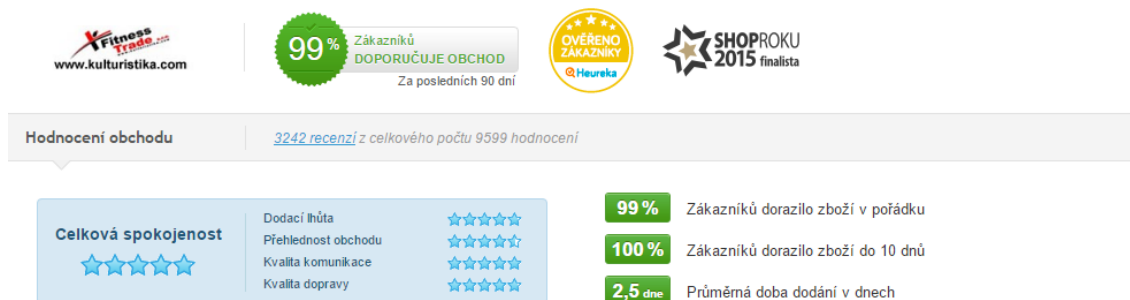 Fitness
Trade
www.kulturistika.com
99%
Zákazníků
DOPORUČUJE OBCHOD
Za posledních 90 dní
OVĚŘENO
ZÁKAZNÍKY
Heureka
SHOPROKU
2015 finalista
Hodnocení obchodu
3242 recenzí z celkového počtu 9599 hodnocení
Celková spokojenost
Dodací lhůta
Přehlednost obchodu
Kvalita komunikace
Kvalita dopravy
99 % Zákazníků dorazilo zboží v pořádku
100 % Zákazníků dorazilo zboží do 10 dnů
2,5 dne Průměrná doba dodání v dnech